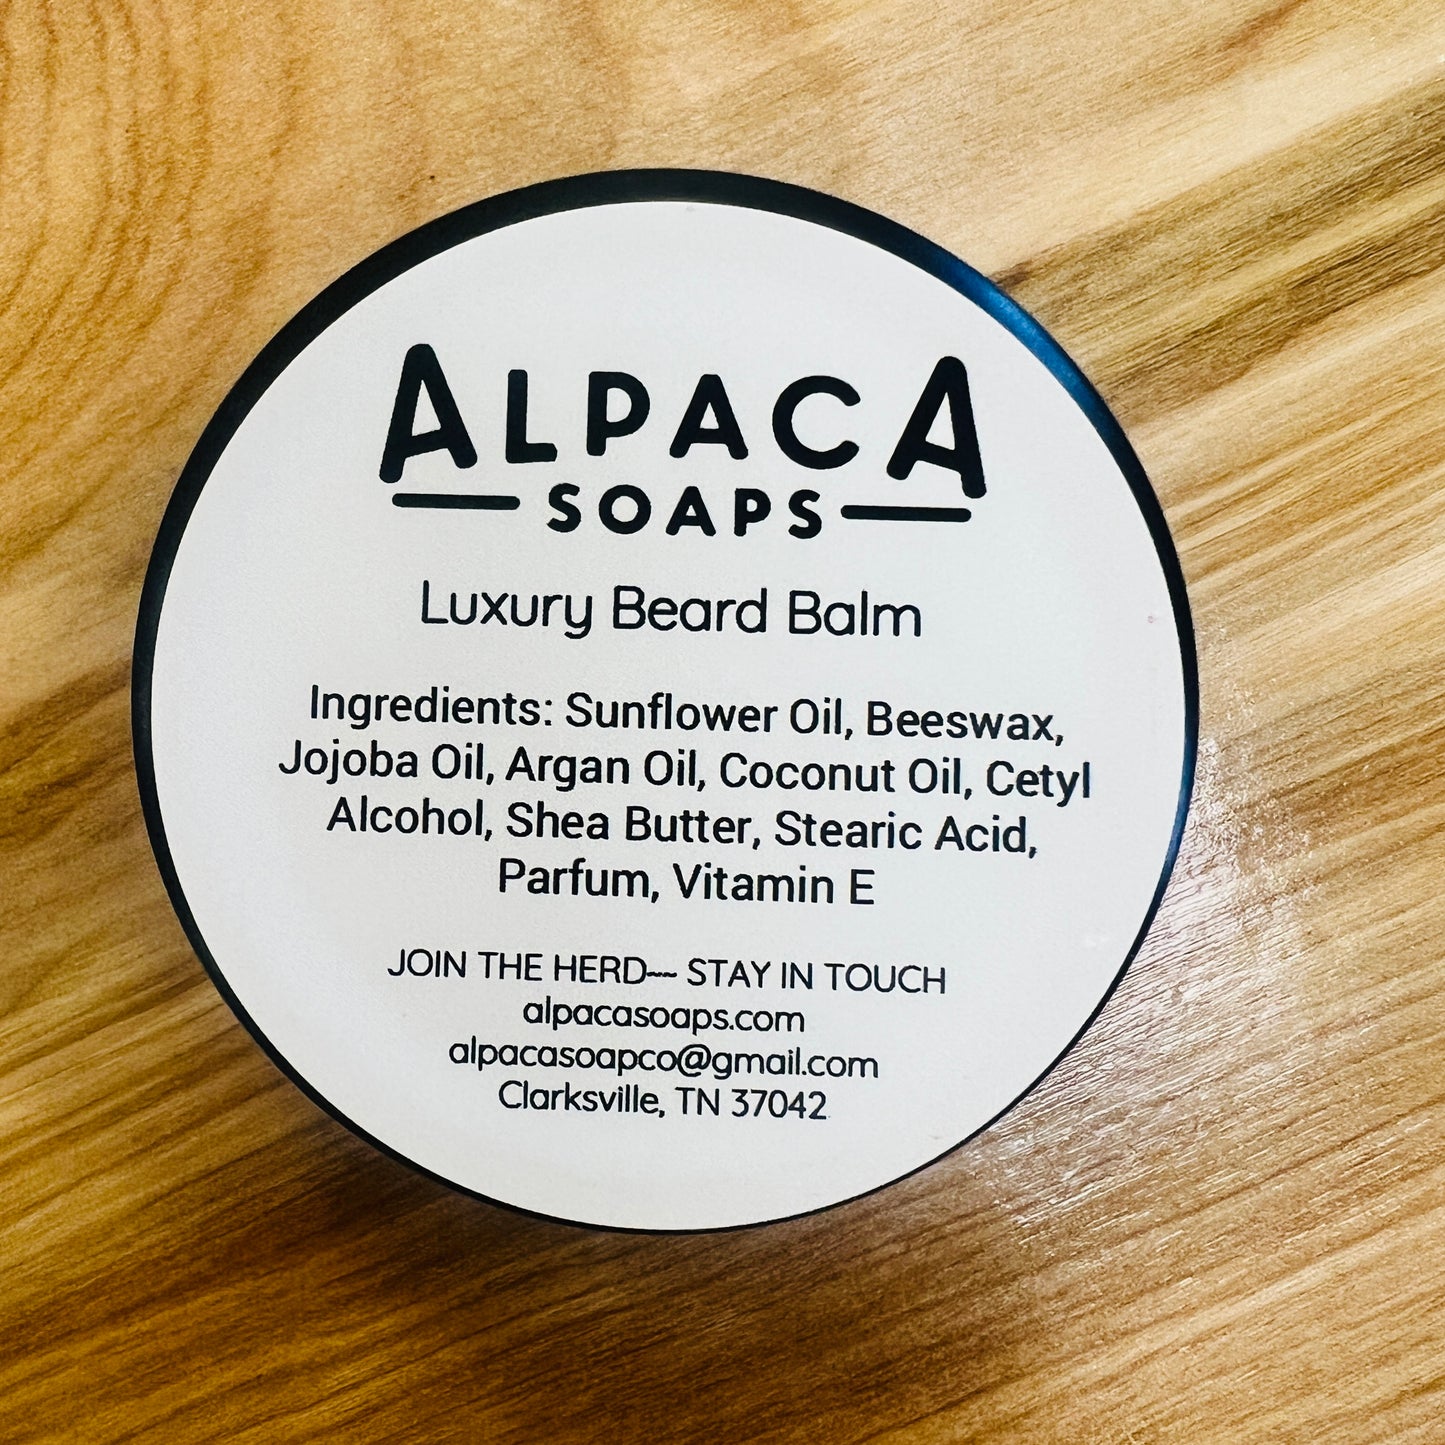 ALPACA
SOAPS
Luxury Beard Balm
Ingredients: Sunflower Oil, Beeswax,
Jojoba Oil, Argan Oil, Coconut Oil, Cetyl
Alcohol, Shea Butter, Stearic Acid,
Parfum, Vitamin E
JOIN THE HERD~~ STAY IN TOUCH
alpacasoaps.com
alpacasoapco@gmail.com
Clarksville, TN 37042